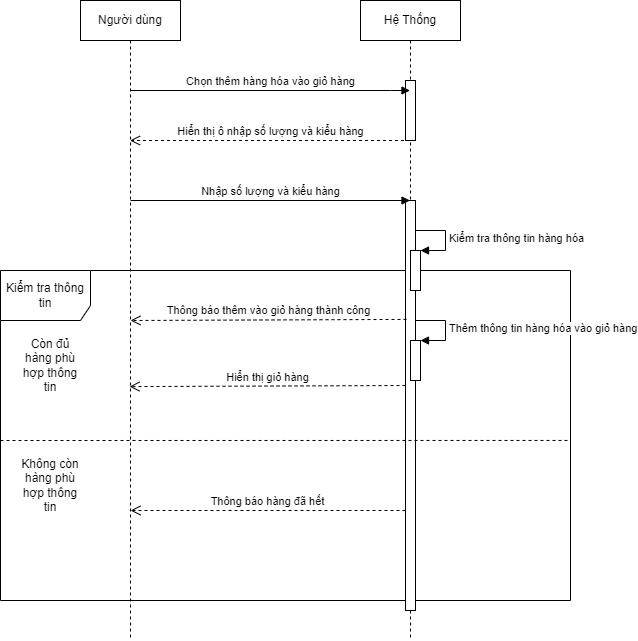 Người dùng
Hệ Thống
Chọn thêm hàng hóa vào giỏ hàng
Hiển thị ô nhập số lượng và kiểu hàng
Nhập số lượng và kiểu hàng
Kiểm tra thông tin hàng hóa
Kiểm tra thông
tin
Thông báo thêm vào giỏ hàng thành công
Thêm thông tin hàng hóa vào giỏ hàng
Còn đủ
hảng phù
hợp thông
tin
Hiển thị giỏ hàng
Không còn
hảng phù
hợp thông
tin
Thông báo hàng đã hết